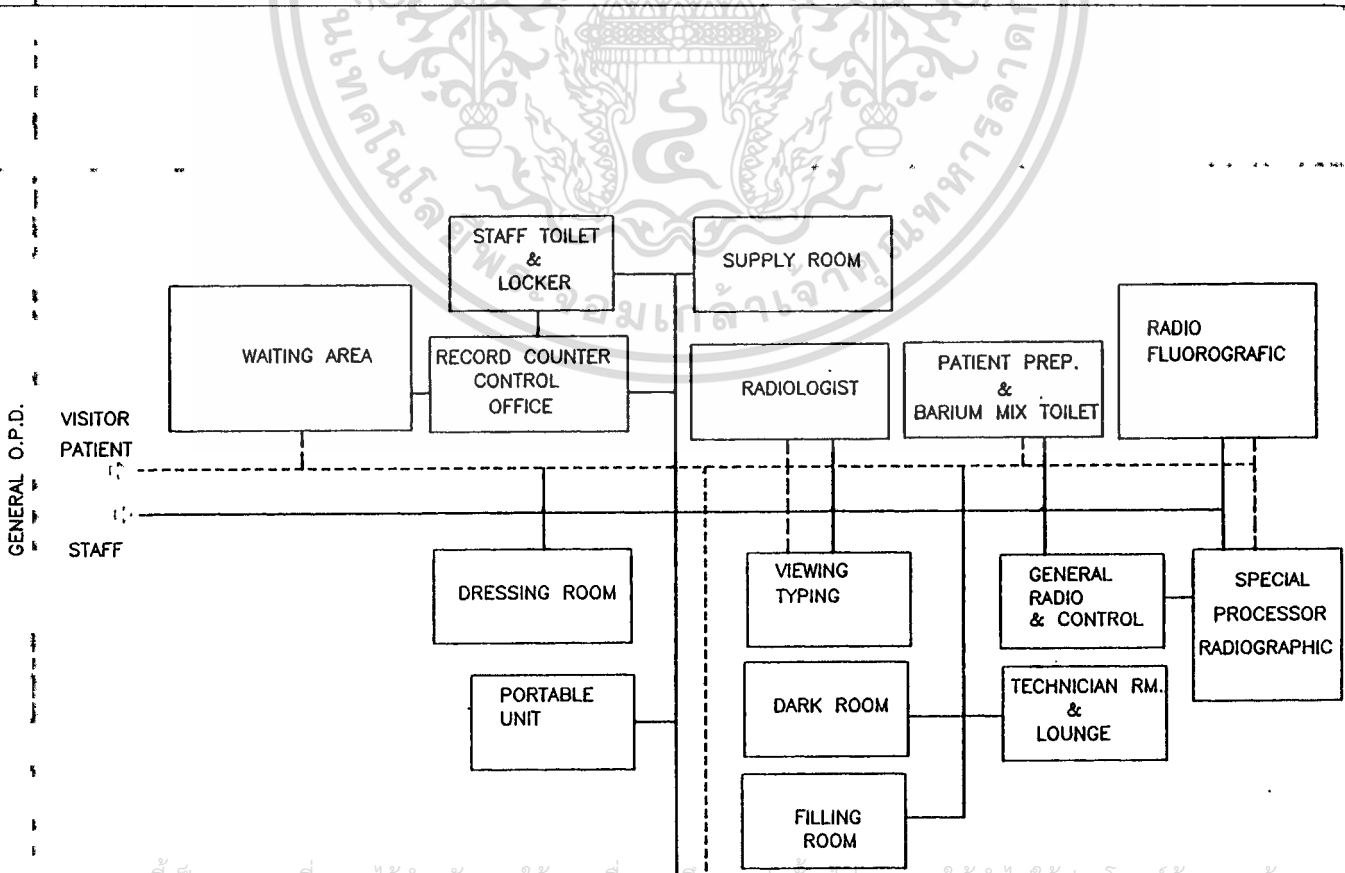 STAFF TOILET
&
LOCKER
SUPPLY ROOM
WAITING AREA
RECORD COUNTER
CONTROL
OFFICE
RADIOLOGIST
PATIENT PREP.
&
BARIUM MIX TOILET
RADIO
FLUOROGRAFIC
GENERAL O.P.D.
VISITOR
PATIENT
STAFF
DRESSING ROOM
VIEWING
TYPING
GENERAL
RADIO
& CONTROL
SPECIAL
PROCESSOR
RADIOGRAPHIC
PORTABLE
UNIT
DARK ROOM
TECHNICIAN RM.
&
LOUNGE
FILLING
ROOM